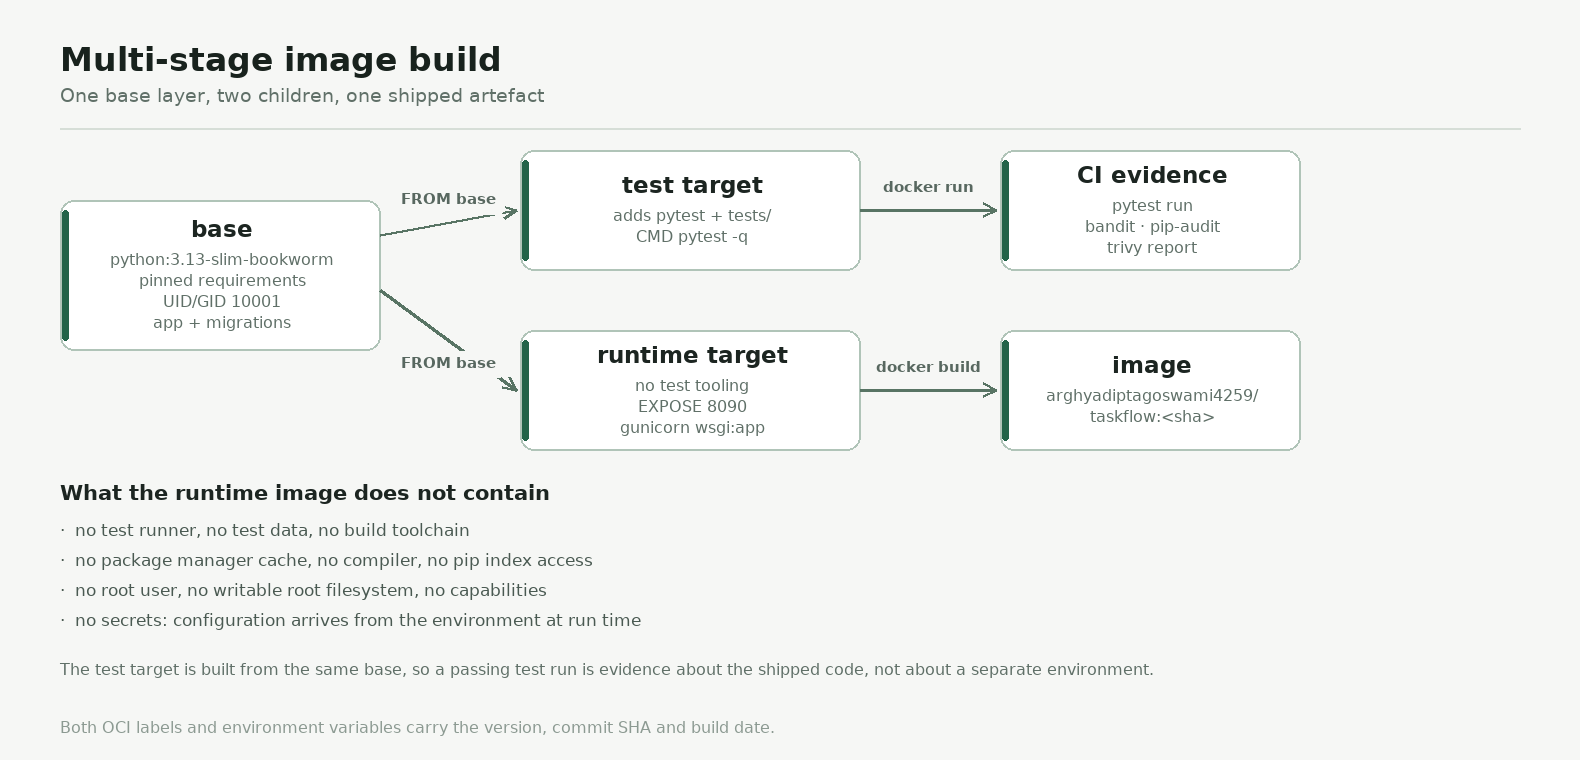 Multi-stage image build
One base layer, two children, one shipped artefact
base
python:3.13-slim-bookworm
pinned requirements
UID/GID 10001
app + migrations
FROM base
test target
adds pytest + tests/
CMD pytest -q
docker run
CI evidence
pytest run
bandit · pip-audit
trivy report
FROM base
runtime target
no test tooling
EXPOSE 8090
gunicorn wsgi:app
docker build
image
arghyadiptagoswami4259/
taskflow:<sha>
What the runtime image does not contain
· no test runner, no test data, no build toolchain
· no package manager cache, no compiler, no pip index access
· no root user, no writable root filesystem, no capabilities
· no secrets: configuration arrives from the environment at run time
The test target is built from the same base, so a passing test run is evidence about the shipped code, not about a separate environment.
Both OCI labels and environment variables carry the version, commit SHA and build date.